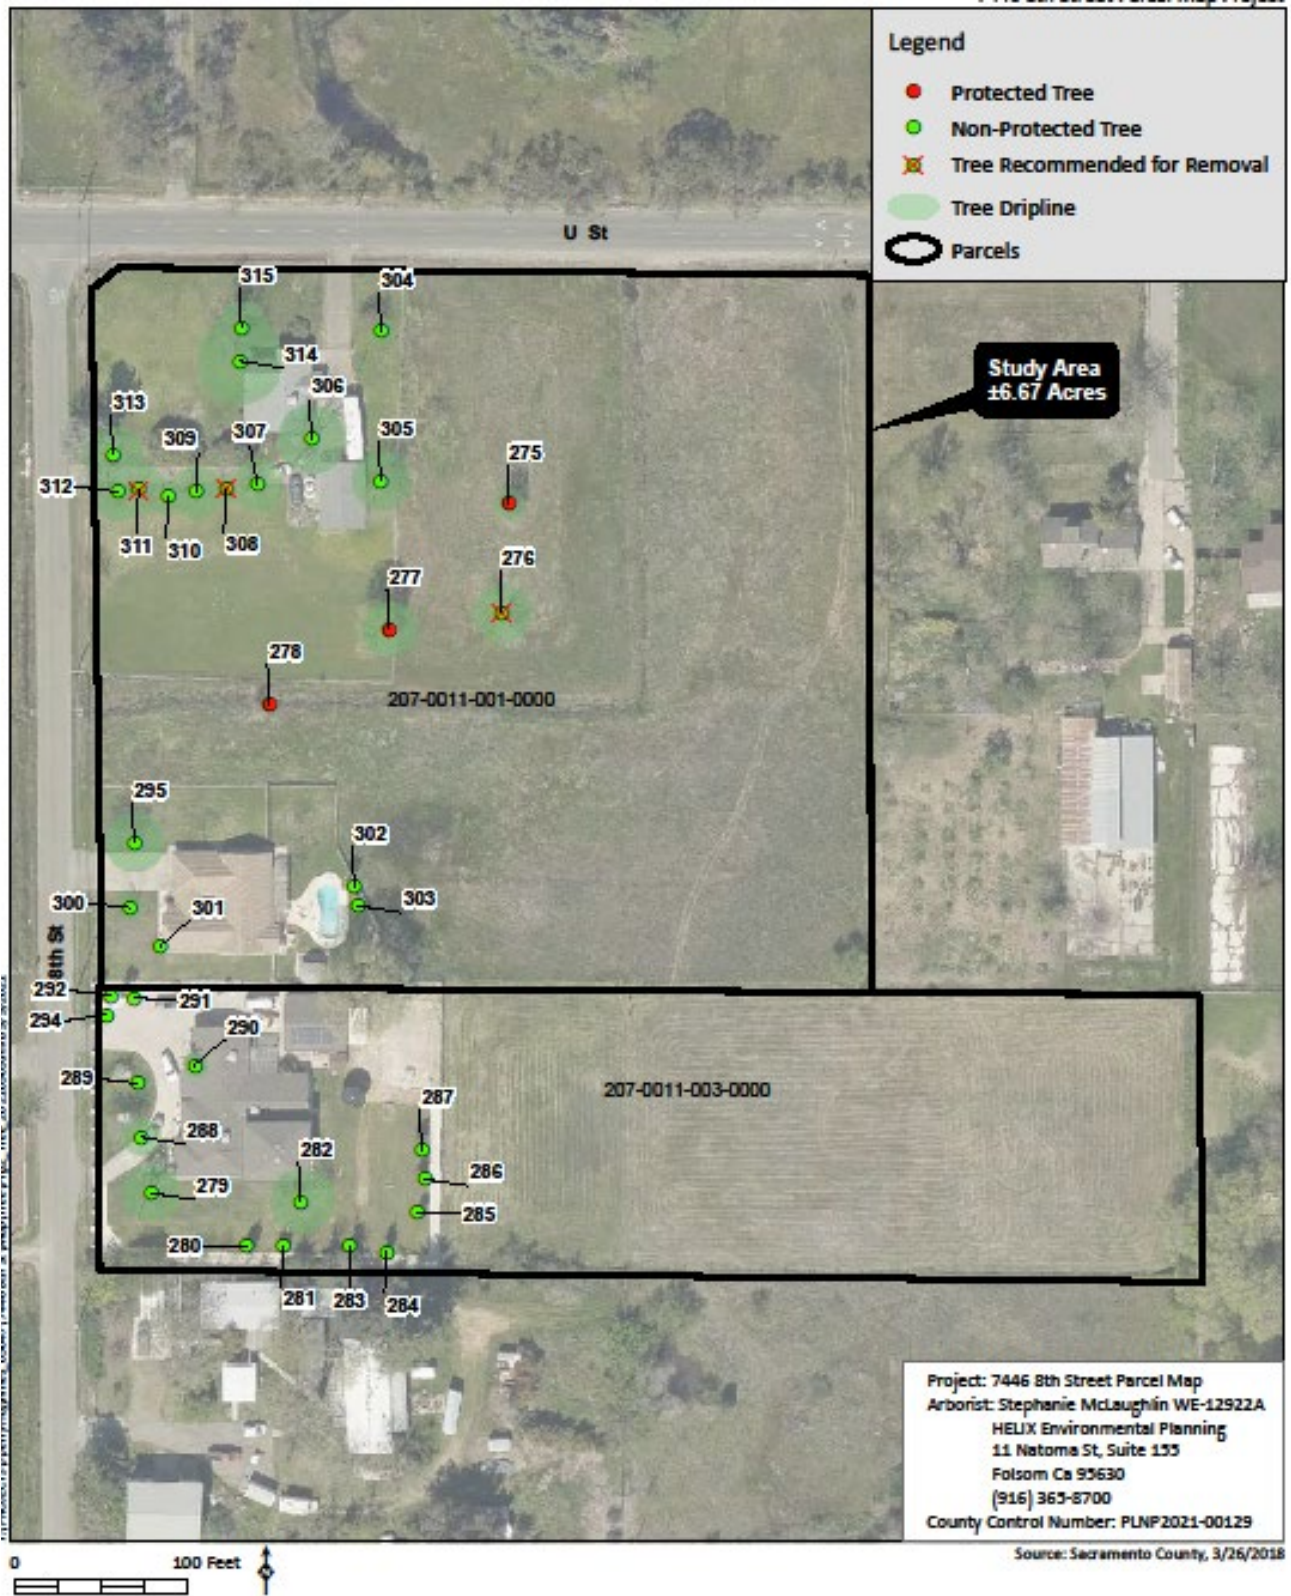 Legend
Protected Tree
Non-Protected Tree
Tree Recommended for Removal
Tree Dripline
Parcels
U St
315
304
314
306
Study Area
±6.67 Acres
313
309
307
305
275
312
311
310
308
276
277
278
207-0011-001-0000
295
302
300
301
303
8th St
292
291
294
290
289
207-0011-003-0000
287
288
282
286
279
285
280
281
283
284
Project: 7446 8th Street Parcel Map
Arborist: Stephanie McLaughlin WE-12922A
HELIX Environmental Planning
11 Natoma St, Suite 155
Folsom Ca 95630
(916) 365-8700
County Control Number: PLNP2021-00129
0
100 Feet
Source: Sacramento County, 3/26/2018